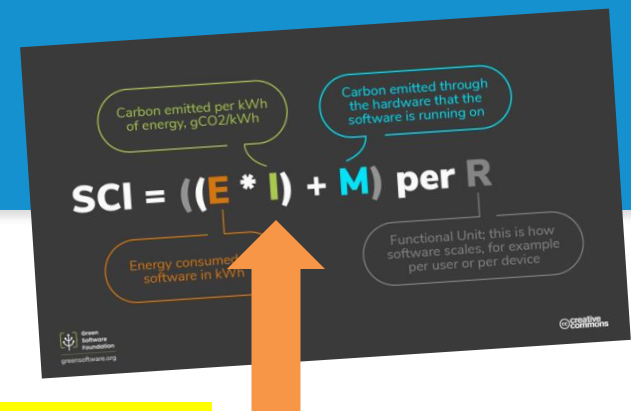 Carbon emitted per kWh
of energy, gCO2/kWh
Carbon emitted through
the hardware that the
software is running on
SCI = ((E * I) + M) per R
Energy consumed
software in kWh
Functional Unit; this is how
software scales, for example
per user or per device
Green
Software
Foundation
greensoftware.org
cc creative
commons